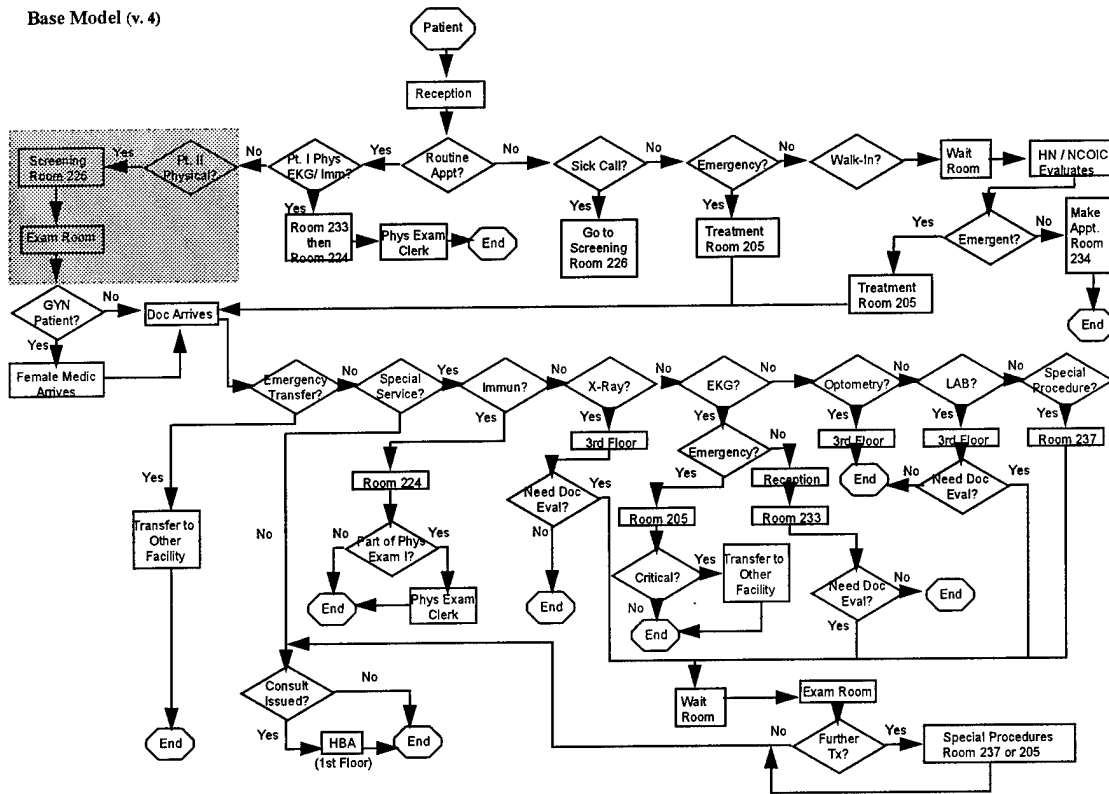 Base Model (v. 4)
Patient
Reception
Routine
Appt?
Yes
No
Pt. I Phys
EKG/ Imm?
No
Yes
Pt. II
Physical?
Yes
Screening
Room 226
Exam Room
Room 233
then
Room 224
Phys Exam
Clerk
End
Sick Call?
No
Yes
Go to
Screening
Room 226
Emergency?
No
Yes
Treatment
Room 205
Walk-In?
Wait
Room
HN / NCOIC
Evaluates
Emergent?
Yes
No
Treatment
Room 205
Make
Appt.
Room
234
End
GYN
Patient?
No
Yes
Doc Arrives
Female Medic
Arrives
Emergency
Transfer?
No
Yes
Transfer to
Other
Facility
End
Special
Service?
Yes
No
Immun?
No
Yes
Room 224
Part of Phys
Exam I?
No
Yes
End
Phys Exam
Clerk
X-Ray?
No
Yes
3rd Floor
Need Doc
Eval?
Yes
No
End
EKG?
No
Yes
Emergency?
No
Yes
Room 205
Critical?
Yes
No
Transfer to
Other
Facility
End
Reception
Room 233
Need Doc
Eval?
No
Yes
End
Optometry?
No
Yes
3rd Floor
End
LAB?
No
Yes
3rd Floor
Need Doc
Eval?
No
Yes
Special
Procedure?
Yes
Room 237
Consult
Issued?
No
Yes
HBA
(1st Floor)
End
Wait
Room
Exam Room
Further
Tx?
No
Yes
Special Procedures
Room 237 or 205